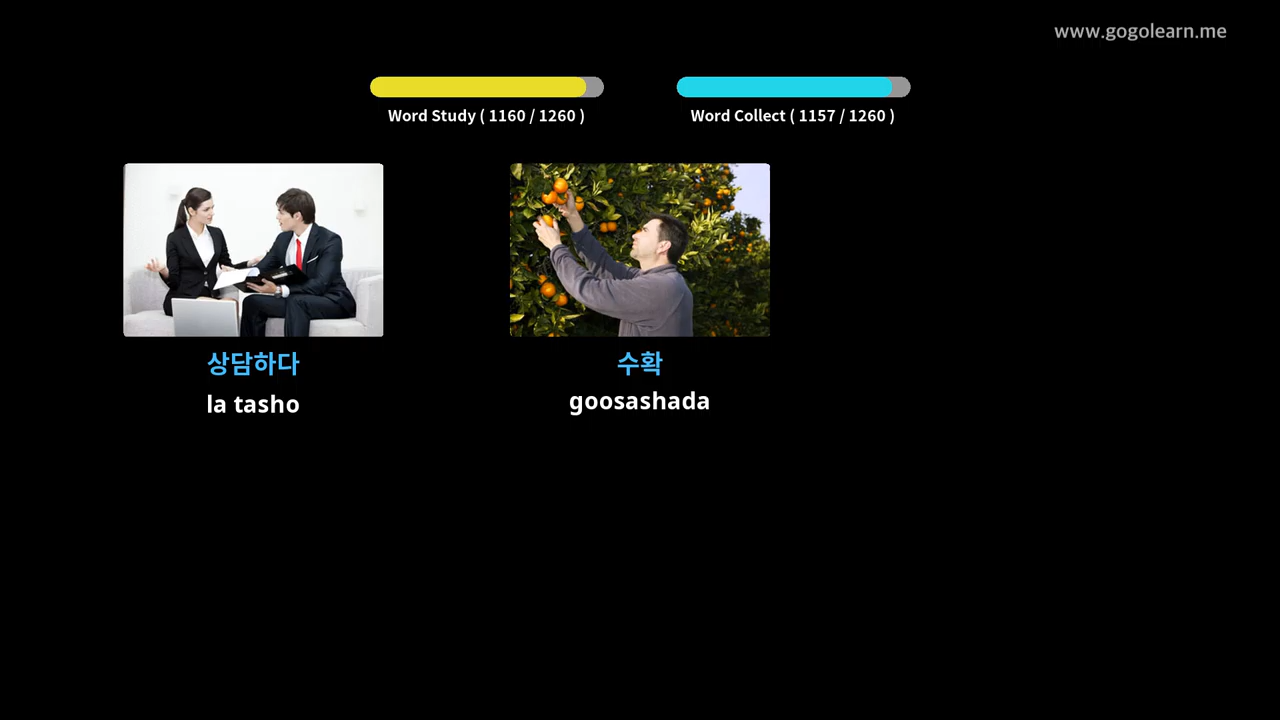 www.gogolearn.me
Word Study ( 1160 / 1260 )
Word Collect ( 1157 / 1260 )
상담하다
la tasho
수확
goosashada